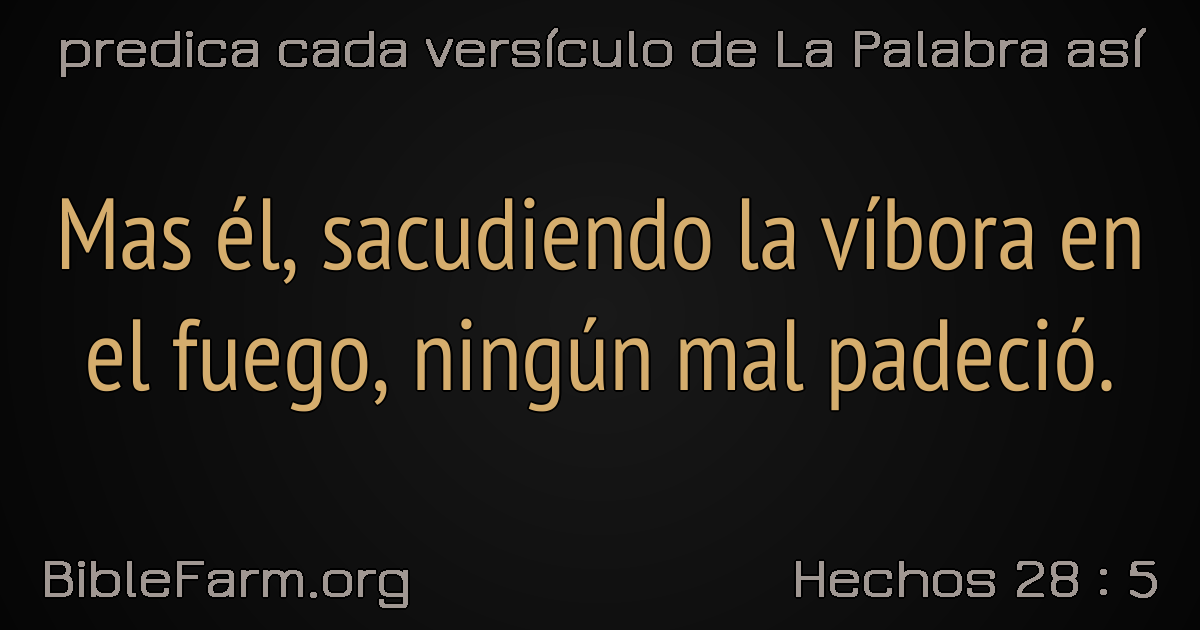 predica cada versículo de La Palabra así
Mas él, sacudiendo la víbora en
el fuego, ningún mal padeció.
BibleFarm.org
Hechos 28 : 5